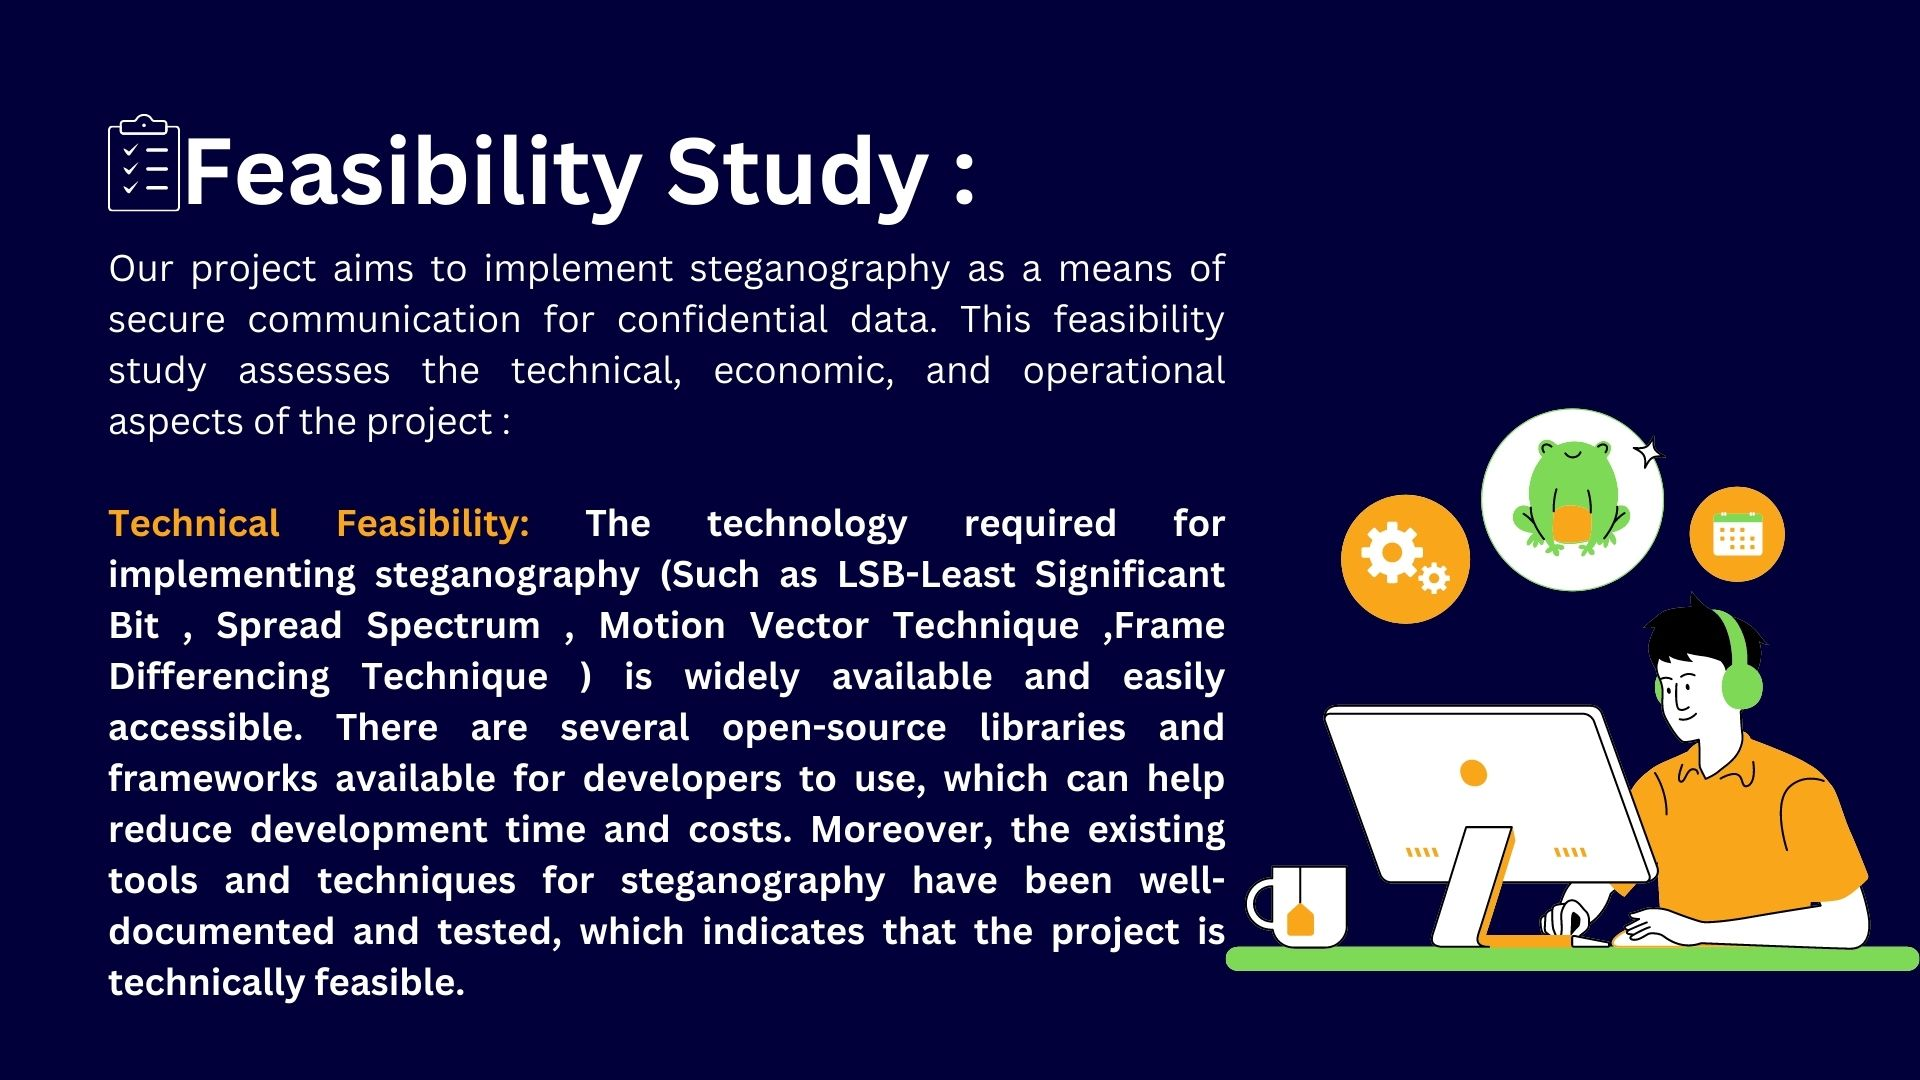 Feasibility Study :
Our project aims to implement steganography as a means of
secure communication for confidential data. This feasibility
study assesses the technical, economic, and operational
aspects of the project :
Technical Feasibility: The technology required for
implementing steganography (Such as LSB-Least Significant
Bit , Spread Spectrum , Motion Vector Technique ,Frame
Differencing Technique ) is widely available and easily
accessible. There are several open-source libraries and
frameworks available for developers to use, which can help
reduce development time and costs. Moreover, the existing
tools and techniques for steganography have been well-
documented and tested, which indicates that the project is
technically feasible.